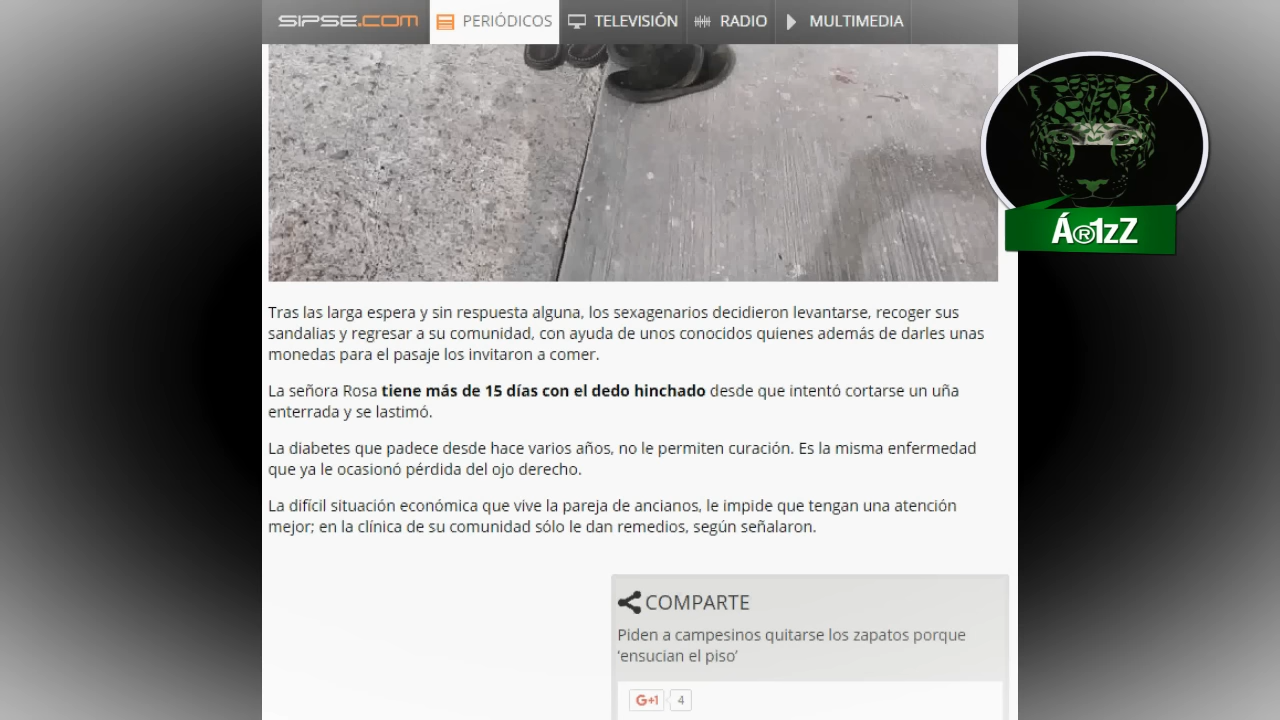 SIPSE.COM PERIÓDICOS TELEVISIÓN RADIO MULTIMEDIA
Á®1zZ
Tras las larga espera y sin respuesta alguna, los sexagenarios decidieron levantarse, recoger sus
sandalias y regresar a su comunidad, con ayuda de unos conocidos quienes además de darles unas
monedas para el pasaje los invitaron a comer.
La señora Rosa tiene más de 15 días con el dedo hinchado desde que intentó cortarse un uña
enterrada y se lastimó.
La diabetes que padece desde hace varios años, no le permiten curación. Es la misma enfermedad
que ya le ocasionó pérdida del ojo derecho.
La difícil situación económica que vive la pareja de ancianos, le impide que tengan una atención
mejor; en la clínica de su comunidad sólo le dan remedios, según señalaron.
COMPARTE
Piden a campesinos quitarse los zapatos porque
‘ensucian el piso’
G+1 4